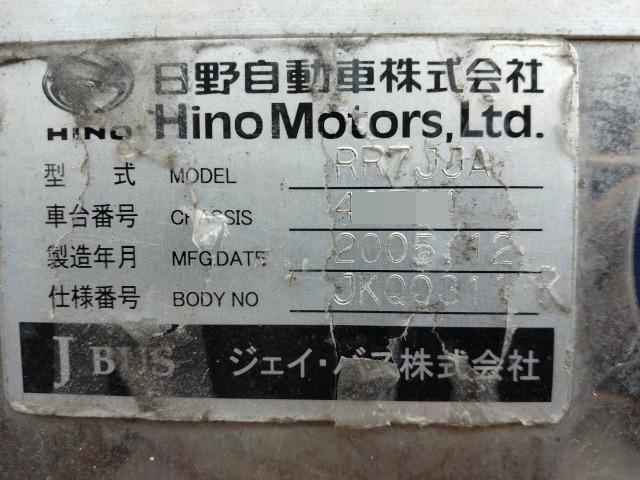 日野自動車株式会社
HINO Hino Motors,Ltd.
型式 MODEL RR7JJA
車台番号 CHASSIS
製造年月 MFG.DATE 2005.12
仕様番号 BODY NO
J BUS ジェイ・バス株式会社